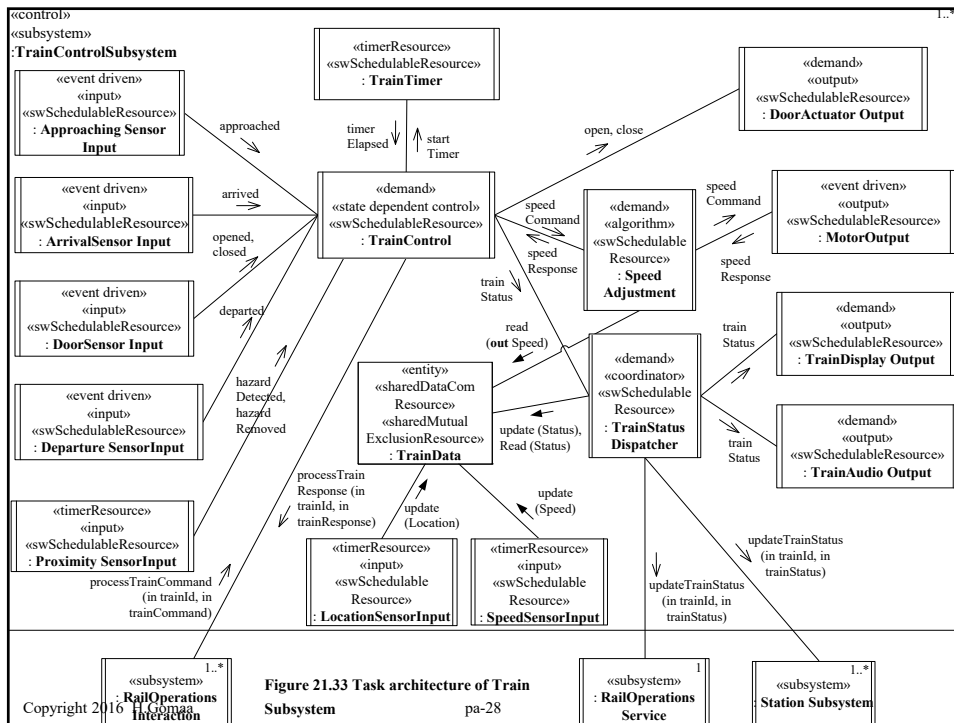 «control»
«subsystem»
:TrainControlSubsystem
1..*
«timerResource»
«swSchedulableResource»
: TrainTimer
«demand»
«output»
«swSchedulableResource»
: DoorActuator Output
«event driven»
«input»
«swSchedulableResource»
: Approaching Sensor
Input
approached
timer
Elapsed
start
Timer
open, close
«event driven»
«input»
«swSchedulableResource»
: ArrivalSensor Input
arrived
«demand»
«state dependent control»
«swSchedulableResource»
: TrainControl
speed
Command
speed
Response
«demand»
«algorithm»
«swSchedulable
Resource»
: Speed
Adjustment
speed
Command
speed
Response
«event driven»
«output»
«swSchedulableResource»
: MotorOutput
opened,
closed
«event driven»
«input»
«swSchedulableResource»
: DoorSensor Input
departed
train
Status
read
(out Speed)
train
Status
«demand»
«output»
«swSchedulableResource»
: TrainDisplay Output
«event driven»
«input»
«swSchedulableResource»
: Departure SensorInput
hazard
Detected,
hazard
Removed
«entity»
«sharedDataCom
Resource»
«sharedMutual
ExclusionResource»
: TrainData
update (Status),
Read (Status)
«demand»
«coordinator»
«swSchedulable
Resource»
: TrainStatus
Dispatcher
train
Status
«demand»
«output»
«swSchedulableResource»
: TrainAudio Output
«timerResource»
«input»
«swSchedulableResource»
: Proximity SensorInput
processTrain
Response (in
trainId, in
trainResponse)
update
(Location)
update
(Speed)
processTrainCommand
(in trainId, in
trainCommand)
«timerResource»
«input»
«swSchedulable
Resource»
: LocationSensorInput
«timerResource»
«input»
«swSchedulable
Resource»
: SpeedSensorInput
updateTrainStatus
(in trainId, in
trainStatus)
updateTrainStatus
(in trainId, in
trainStatus)
1..*
«subsystem»
: RailOperations
Interaction
Figure 21.33 Task architecture of Train
Subsystem
1
«subsystem»
: RailOperations
Service
1..*
«subsystem»
: Station Subsystem
Copyright 2016 H.Gomaa
pa-28